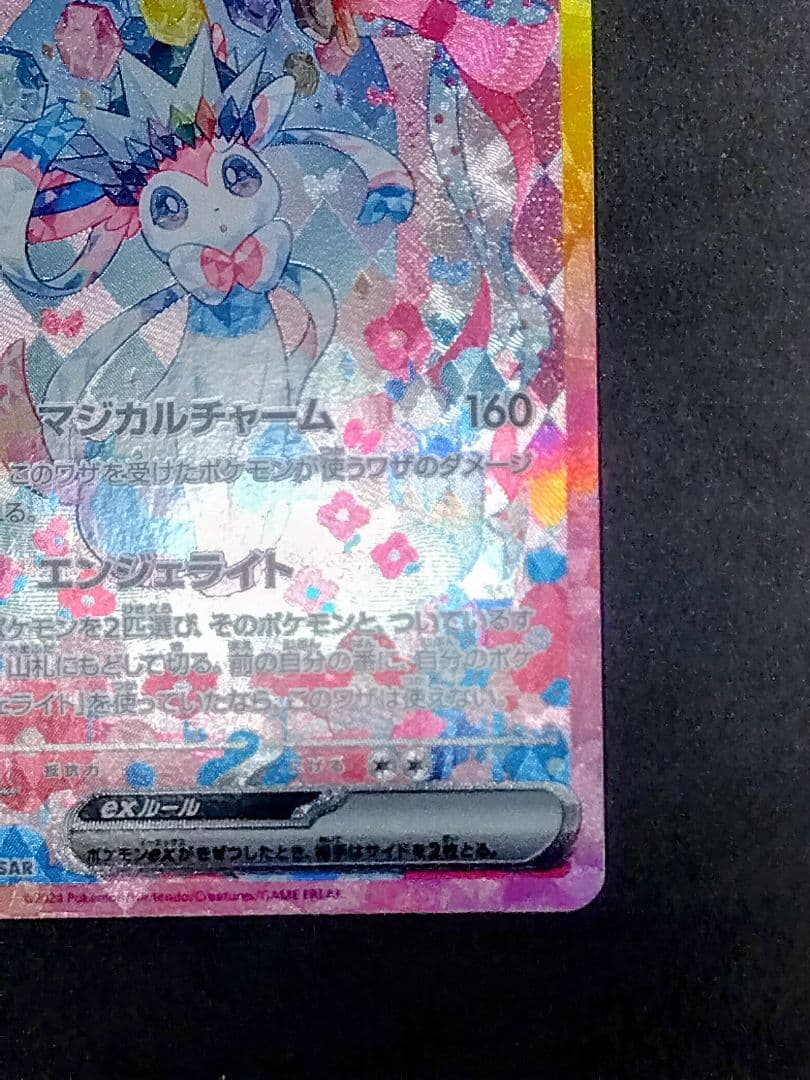 マジカルチャーム 160
このワザを受けたポケモンが使うワザのダメージ
る。
エンジェライト
ポケモンを2匹選び、そのポケモンと、ついているす
山札にもどして切る。前の自分の番に、自分のポケ
ェライト」を使っていたなら、このワザは使えない。
抵抗力 にげる
exルール
ポケモンexがきぜつしたとき、相手はサイドを2枚とる。
SAR
©2024 Pokémon/Nintendo/Creatures/GAME FREAK.